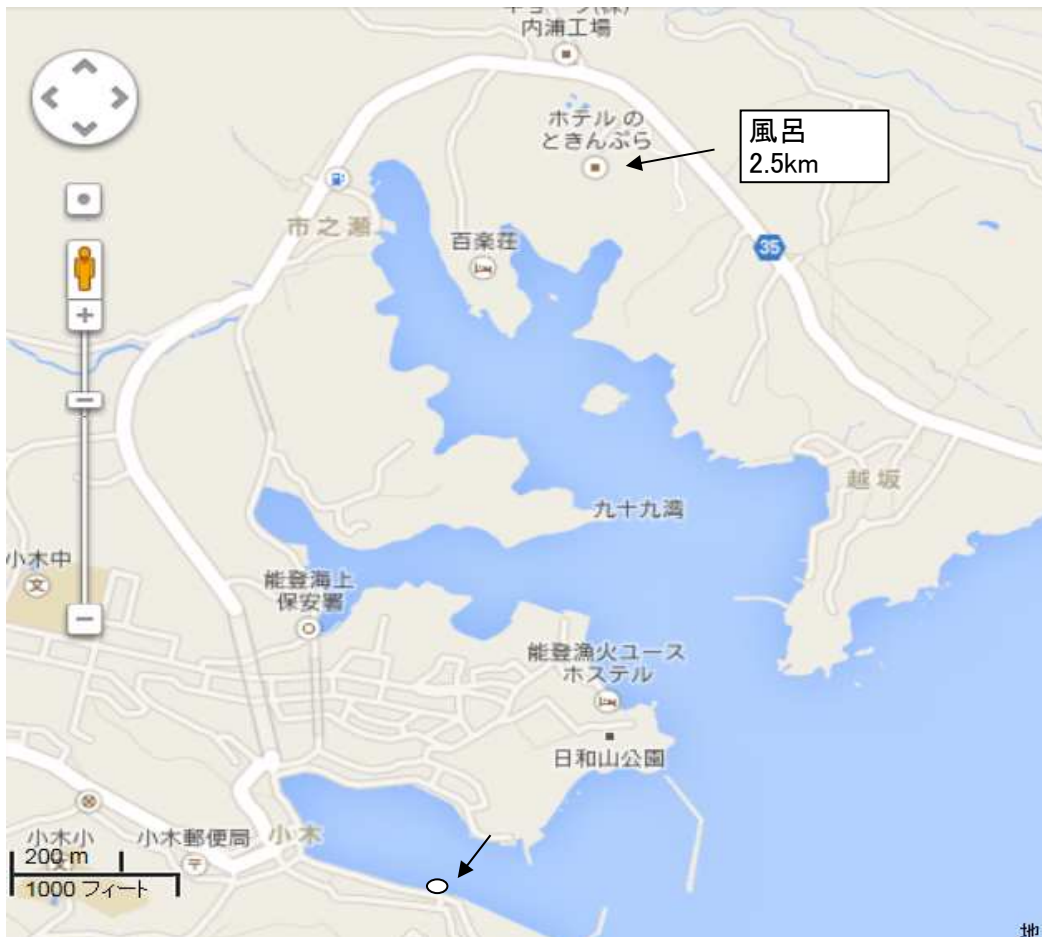 内浦工場
ホテル の
ときんぷら
風呂
2.5km
市之瀬
百楽荘
35
越坂
九十九湾
小木中
文
能登海上
保安署
能登漁火ユース
ホステル
日和山公園
小木小
小木郵便局
小木
200 m
1000 フィート
地